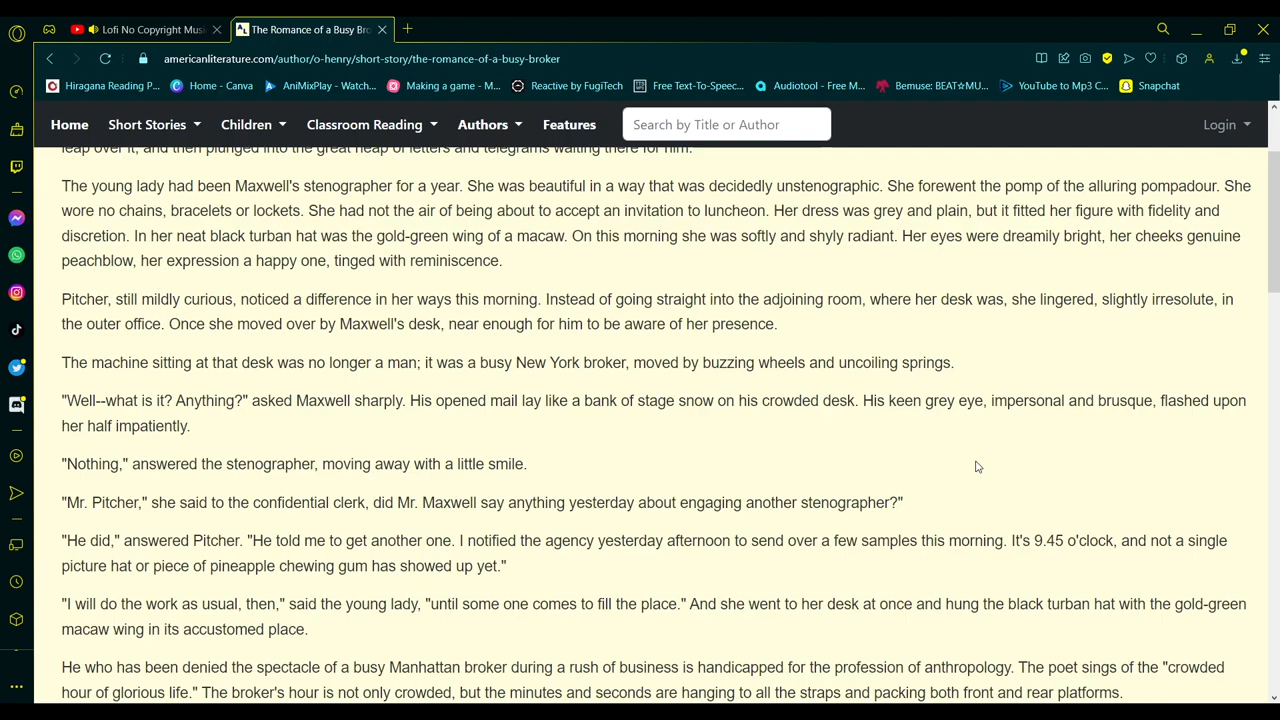 Lofi No Copyright Musi
The Romance of a Busy Bro
americanliterature.com/author/o-henry/short-story/the-romance-of-a-busy-broker
Hiragana Reading P... Home - Canva AniMixPlay - Watch... Making a game - M... Reactive by FugiTech Free Text-To-Speec... Audiotool - Free M... Bemuse: BEAT☆MU... YouTube to Mp3 C... Snapchat
Home Short Stories Children Classroom Reading Authors Features Search by Title or Author Login
leap over it, and then plunged into the great heap of letters and telegrams waiting there for him.
The young lady had been Maxwell's stenographer for a year. She was beautiful in a way that was decidedly unstenographic. She forewent the pomp of the alluring pompadour. She
wore no chains, bracelets or lockets. She had not the air of being about to accept an invitation to luncheon. Her dress was grey and plain, but it fitted her figure with fidelity and
discretion. In her neat black turban hat was the gold-green wing of a macaw. On this morning she was softly and shyly radiant. Her eyes were dreamily bright, her cheeks genuine
peachblow, her expression a happy one, tinged with reminiscence.
Pitcher, still mildly curious, noticed a difference in her ways this morning. Instead of going straight into the adjoining room, where her desk was, she lingered, slightly irresolute, in
the outer office. Once she moved over by Maxwell's desk, near enough for him to be aware of her presence.
The machine sitting at that desk was no longer a man; it was a busy New York broker, moved by buzzing wheels and uncoiling springs.
"Well--what is it? Anything?" asked Maxwell sharply. His opened mail lay like a bank of stage snow on his crowded desk. His keen grey eye, impersonal and brusque, flashed upon
her half impatiently.
"Nothing," answered the stenographer, moving away with a little smile.
"Mr. Pitcher," she said to the confidential clerk, did Mr. Maxwell say anything yesterday about engaging another stenographer?"
"He did," answered Pitcher. "He told me to get another one. I notified the agency yesterday afternoon to send over a few samples this morning. It's 9.45 o'clock, and not a single
picture hat or piece of pineapple chewing gum has showed up yet."
"I will do the work as usual, then," said the young lady, "until some one comes to fill the place." And she went to her desk at once and hung the black turban hat with the gold-green
macaw wing in its accustomed place.
He who has been denied the spectacle of a busy Manhattan broker during a rush of business is handicapped for the profession of anthropology. The poet sings of the "crowded
hour of glorious life." The broker's hour is not only crowded, but the minutes and seconds are hanging to all the straps and packing both front and rear platforms.